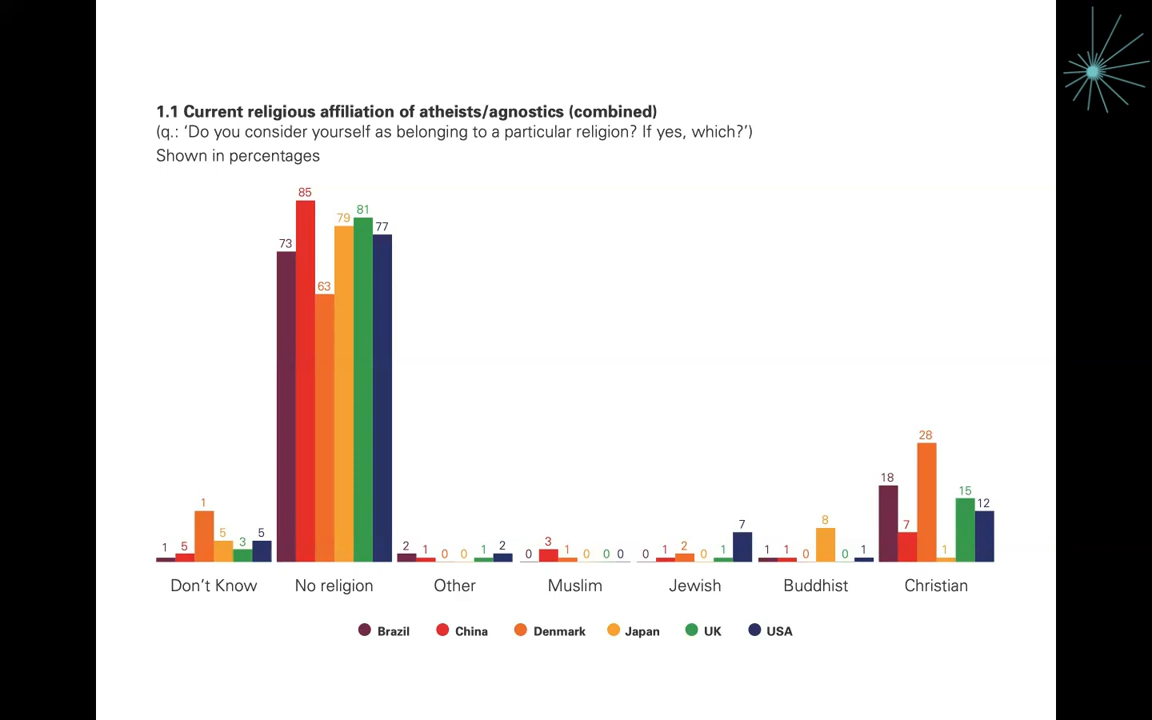 1.1 Current religious affiliation of atheists/agnostics (combined)
(q.: ‘Do you consider yourself as belonging to a particular religion? If yes, which?’)
Shown in percentages
1 5 1 5 3 5
73 85 63 79 81 77
2 1 0 0 1 2
0 3 1 0 0 0
0 1 2 0 1 7
1 1 0 8 0 1
18 7 28 1 15 12
Don’t Know No religion Other Muslim Jewish Buddhist Christian
Brazil China Denmark Japan UK USA